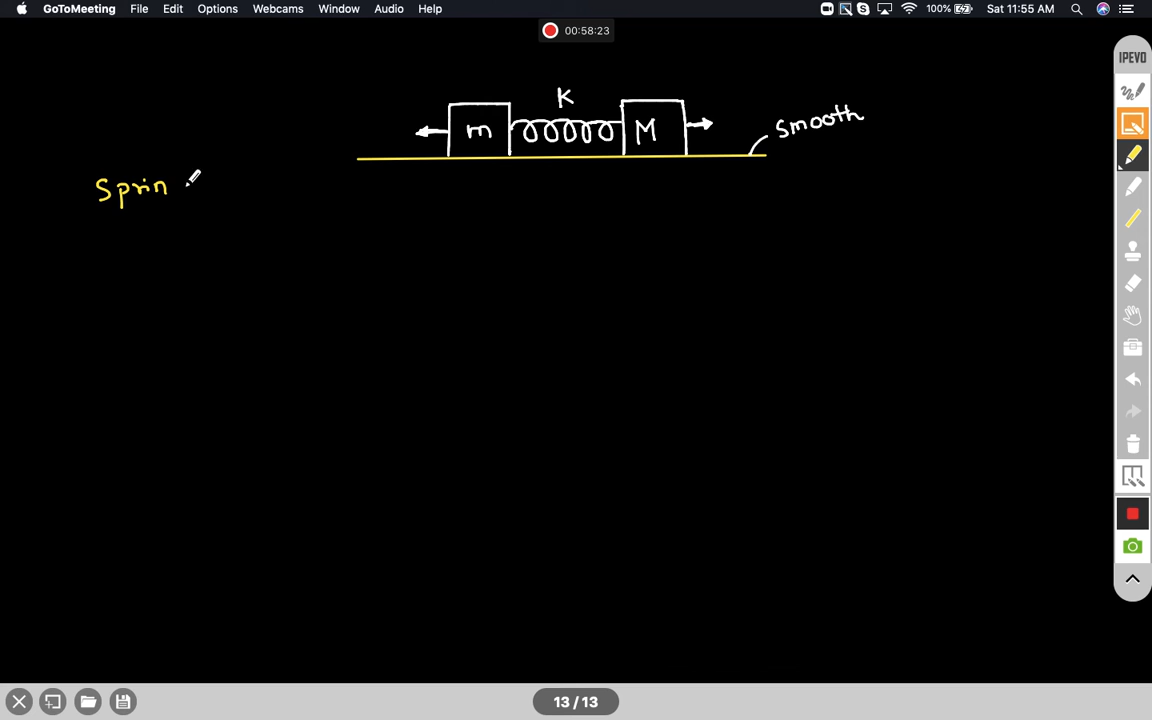 GoToMeeting File Edit Options Webcams Window Audio Help 100% Sat 11:55 AM
00:58:23
IPEVO
K
m M smooth
Sprin
13 / 13